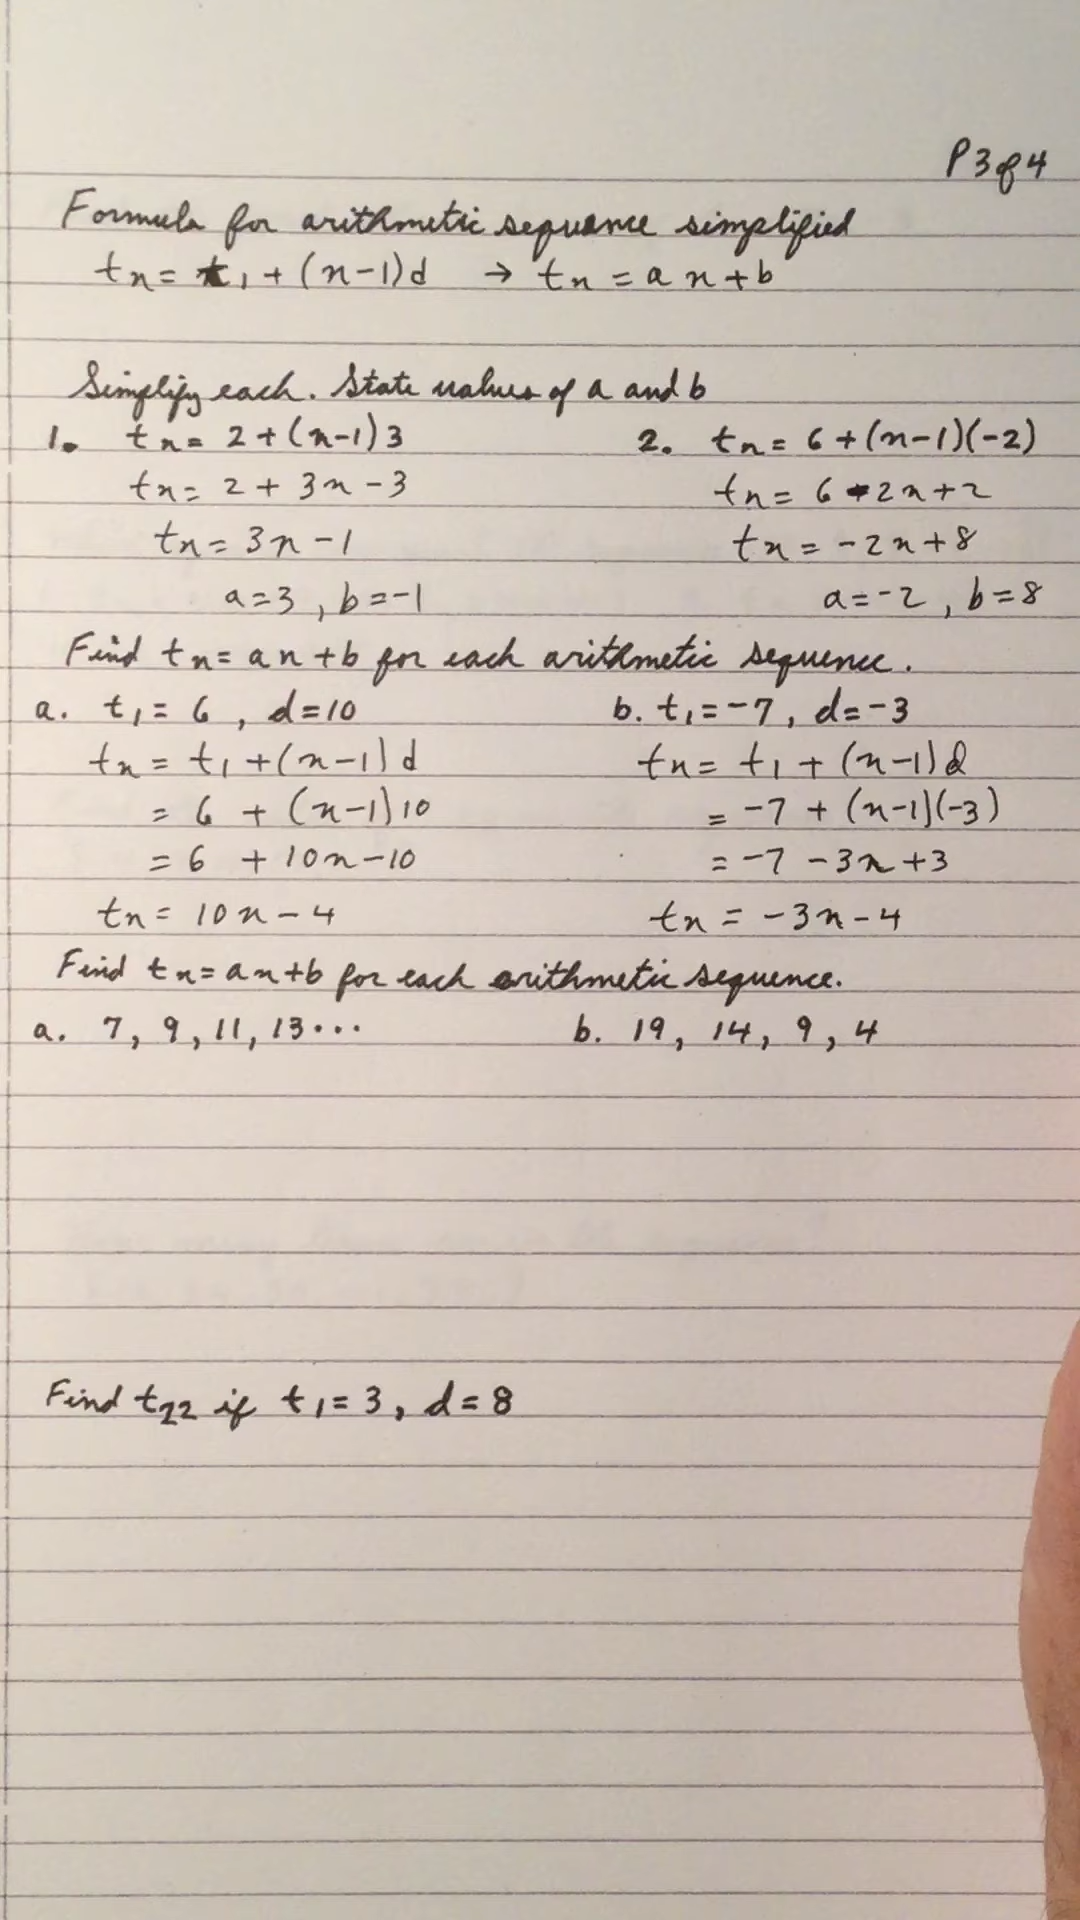 P3of4
Formula for arithmetic sequence simplified
tn = t1 + (n-1)d → tn = an+b
Simplify each. State values of a and b
1. tn = 2 + (n-1)3
2. tn = 6 + (n-1)(-2)
tn = 2 + 3n - 3
tn = 6 - 2n + 2
tn = 3n - 1
tn = -2n + 8
a=3, b=-1
a=-2, b=8
Find tn = an+b for each arithmetic sequence.
a. t1 = 6, d=10
b. t1 = -7, d=-3
tn = t1 + (n-1)d
tn = t1 + (n-1)d
= 6 + (n-1)10
= -7 + (n-1)(-3)
= 6 + 10n - 10
= -7 - 3n + 3
tn = 10n - 4
tn = -3n - 4
Find tn = an+b for each arithmetic sequence.
a. 7, 9, 11, 13...
b. 19, 14, 9, 4
Find t22 if t1 = 3, d = 8